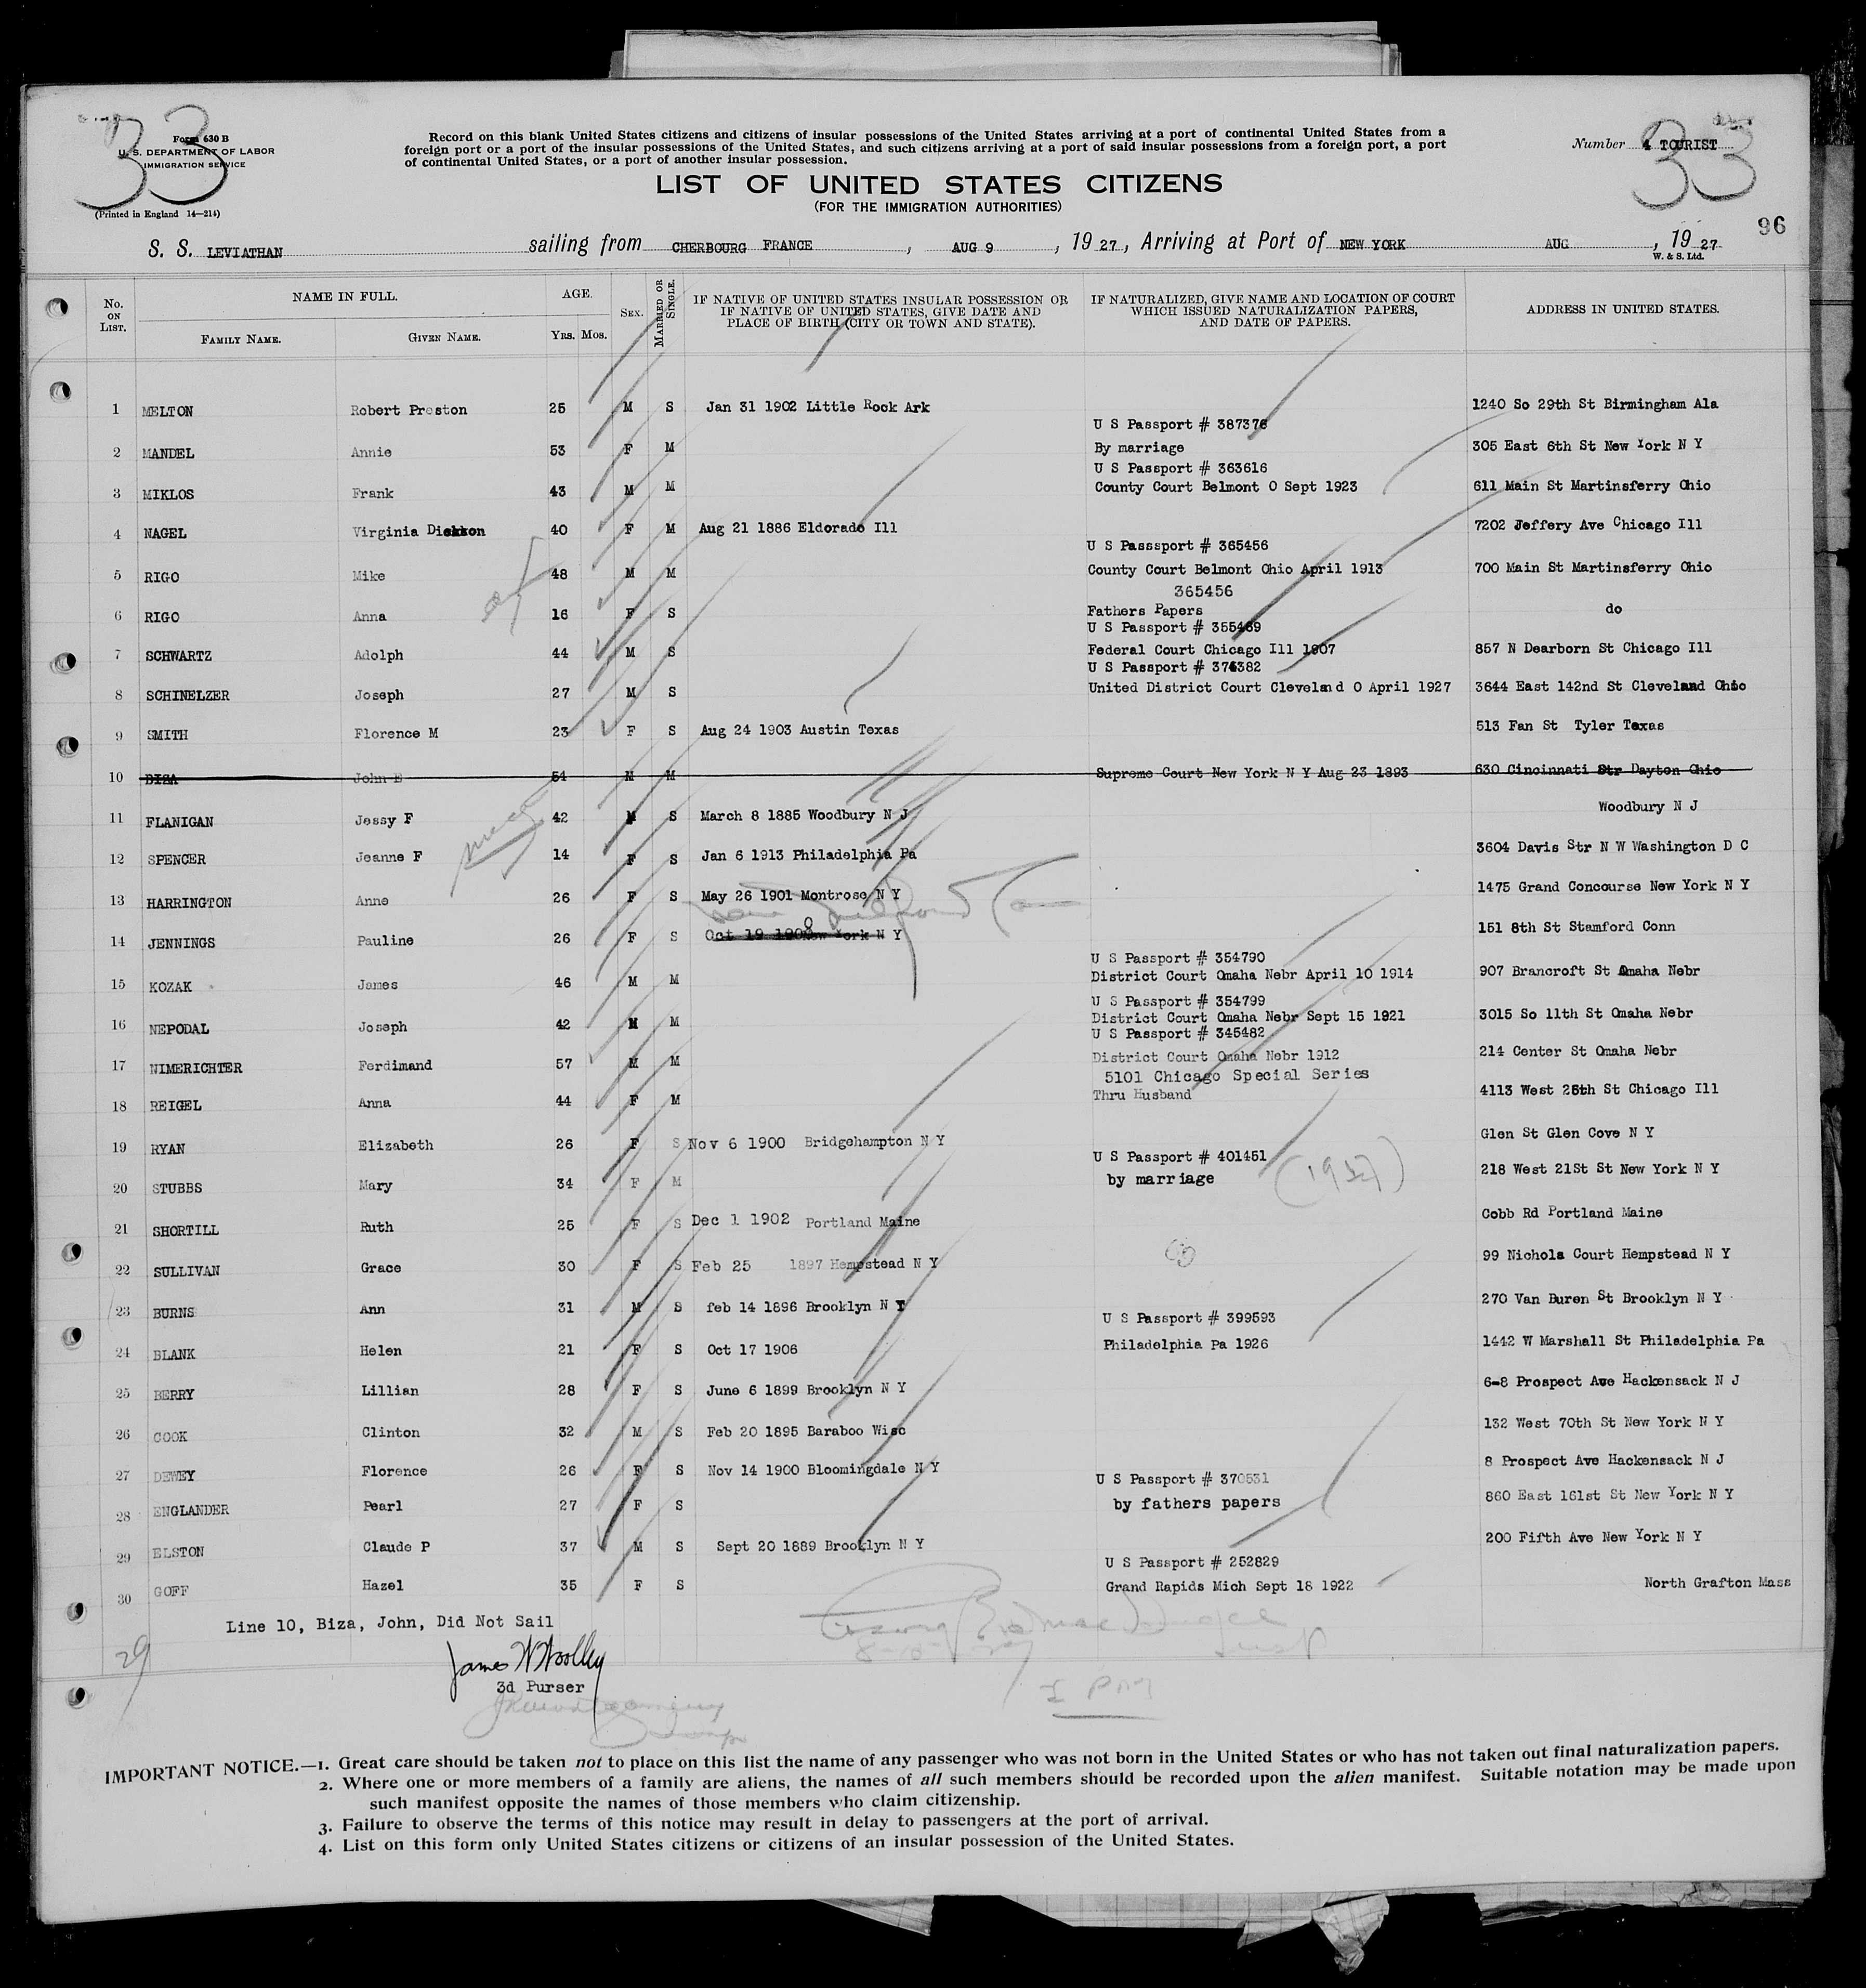 33
Form 630 B
U. S. DEPARTMENT OF LABOR
IMMIGRATION SERVICE
(Printed in England 14—214)
Record on this blank United States citizens and citizens of insular possessions of the United States arriving at a port of continental United States from a
foreign port or a port of the insular possessions of the United States, and such citizens arriving at a port of said insular possessions from a foreign port, a port
of continental United States, or a port of another insular possession.
LIST OF UNITED STATES CITIZENS
(FOR THE IMMIGRATION AUTHORITIES)
Number 4 TOURIST
33
96
S. S. LEVIATHAN sailing from CHERBOURG FRANCE, AUG 9, 1927, Arriving at Port of NEW YORK AUG, 1927
W. & S. Ltd.
No. ON LIST. NAME IN FULL. FAMILY NAME. GIVEN NAME. AGE. YRS. MOS. SEX. MARRIED OR SINGLE. IF NATIVE OF UNITED STATES INSULAR POSSESSION OR IF NATIVE OF UNITED STATES, GIVE DATE AND PLACE OF BIRTH (CITY OR TOWN AND STATE). IF NATURALIZED, GIVE NAME AND LOCATION OF COURT WHICH ISSUED NATURALIZATION PAPERS, AND DATE OF PAPERS. ADDRESS IN UNITED STATES.
1 MELTON Robert Preston 25 M S Jan 31 1902 Little Rock Ark 1240 So 29th St Birmingham Ala
U S Passport # 387376
2 MANDEL Annie 53 F M By marriage 305 East 6th St New York N Y
U S Passport # 363616
3 MIKLOS Frank 43 M M County Court Belmont O Sept 1923 611 Main St Martinsferry Ohio
4 NAGEL Virginia 40 F M Aug 21 1886 Eldorado Ill 7202 Jeffery Ave Chicago Ill
U S Passsport # 365456
5 RIGO Mike 48 M M County Court Belmont Ohio April 1913 700 Main St Martinsferry Ohio
365456
6 RIGO Anna 16 F S Fathers Papers do
U S Passport # 355469
7 SCHWARTZ Adolph 44 M S Federal Court Chicago Ill 1907 857 N Dearborn St Chicago Ill
U S Passport # 374382
8 SCHINELZER Joseph 27 M S United District Court Cleveland O April 1927 3644 East 142nd St Cleveland Ohio
9 SMITH Florence M 23 F S Aug 24 1903 Austin Texas 513 Fan St Tyler Texas
10 BIZA John E 54 M M Supreme Court New York N Y Aug 23 1893 630 Cincinnati Str Dayton Ohio
11 FLANIGAN Jessy F 42 M S March 8 1885 Woodbury N J Woodbury N J
12 SPENCER Jeanne F 14 F S Jan 6 1913 Philadelphia Pa 3604 Davis Str N W Washington D C
13 HARRINGTON Anne 26 F S May 26 1901 Montrose N Y 1475 Grand Concourse New York N Y
14 JENNINGS Pauline 26 F S Oct 19 1900 New York N Y 151 8th St Stamford Conn
U S Passport # 354790
15 KOZAK James 46 M M District Court Omaha Nebr April 10 1914 907 Brancroft St Omaha Nebr
U S Passport # 354799
16 NEPODAL Joseph 42 M M District Court Omaha Nebr Sept 15 1921 3015 So 11th St Omaha Nebr
U S Passport # 345482
17 NIMERICHTER Ferdimand 57 M M District Court Omaha Nebr 1912 214 Center St Omaha Nebr
5101 Chicago Special Series
18 REIGEL Anna 44 F M Thru Husband 4113 West 25th St Chicago Ill
19 RYAN Elizabeth 26 F S Nov 6 1900 Bridgehampton N Y Glen St Glen Cove N Y
U S Passport # 401451
20 STUBBS Mary 34 F M by marriage (1927) 218 West 21St St New York N Y
21 SHORTILL Ruth 25 F S Dec 1 1902 Portland Maine Cobb Rd Portland Maine
22 SULLIVAN Grace 30 F S Feb 25 1897 Hempstead N Y 99 Nichols Court Hempstead N Y
23 BURNS Ann 31 M S feb 14 1896 Brooklyn N Y 270 Van Buren St Brooklyn N Y
U S Passport # 399593
24 BLANK Helen 21 F S Oct 17 1906 Philadelphia Pa 1926 1442 W Marshall St Philadelphia Pa
25 BERRY Lillian 28 F S June 6 1899 Brooklyn N Y 6-8 Prospect Ave Hackensack N J
26 COOK Clinton 32 M S Feb 20 1895 Baraboo Wisc 132 West 70th St New York N Y
27 DEWEY Florence 26 F S Nov 14 1900 Bloomingdale N Y 8 Prospect Ave Hackensack N J
U S Passport # 370531
28 ENGLANDER Pearl 27 F S by fathers papers 860 East 161st St New York N Y
29 ELSTON Claude P 37 M S Sept 20 1889 Brooklyn N Y 200 Fifth Ave New York N Y
U S Passport # 252829
30 GOFF Hazel 35 F S Grand Rapids Mich Sept 18 1922 North Grafton Mass
Line 10, Biza, John, Did Not Sail
29
James W Woolley
3d Purser
IMPORTANT NOTICE.—1. Great care should be taken not to place on this list the name of any passenger who was not born in the United States or who has not taken out final naturalization papers.
2. Where one or more members of a family are aliens, the names of all such members should be recorded upon the alien manifest. Suitable notation may be made upon
such manifest opposite the names of those members who claim citizenship.
3. Failure to observe the terms of this notice may result in delay to passengers at the port of arrival.
4. List on this form only United States citizens or citizens of an insular possession of the United States.